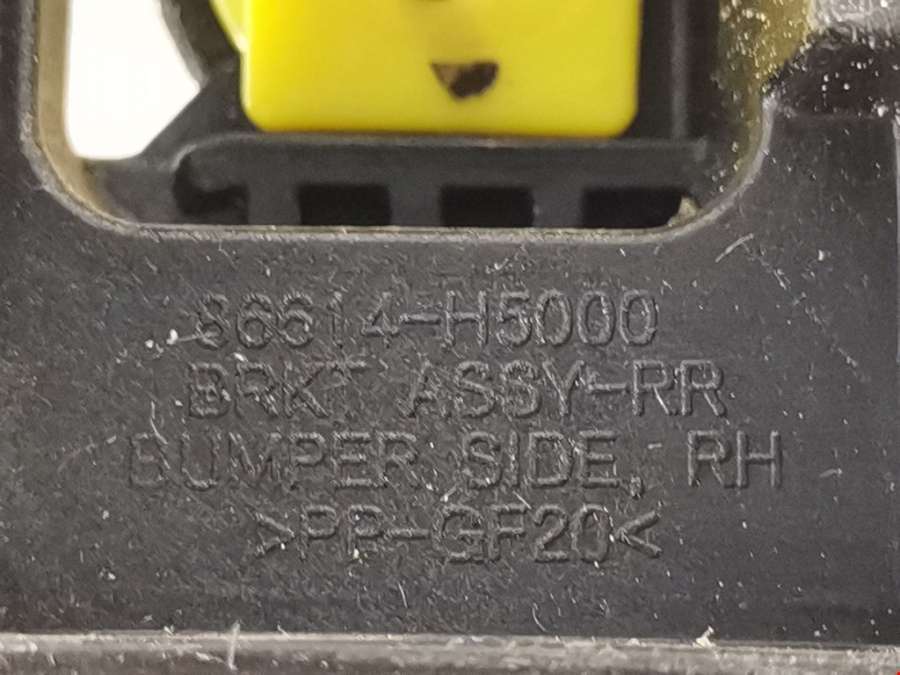 86614-H5000
BRKT ASSY-RR
BUMPER SIDE, RH
>PP-GF20<